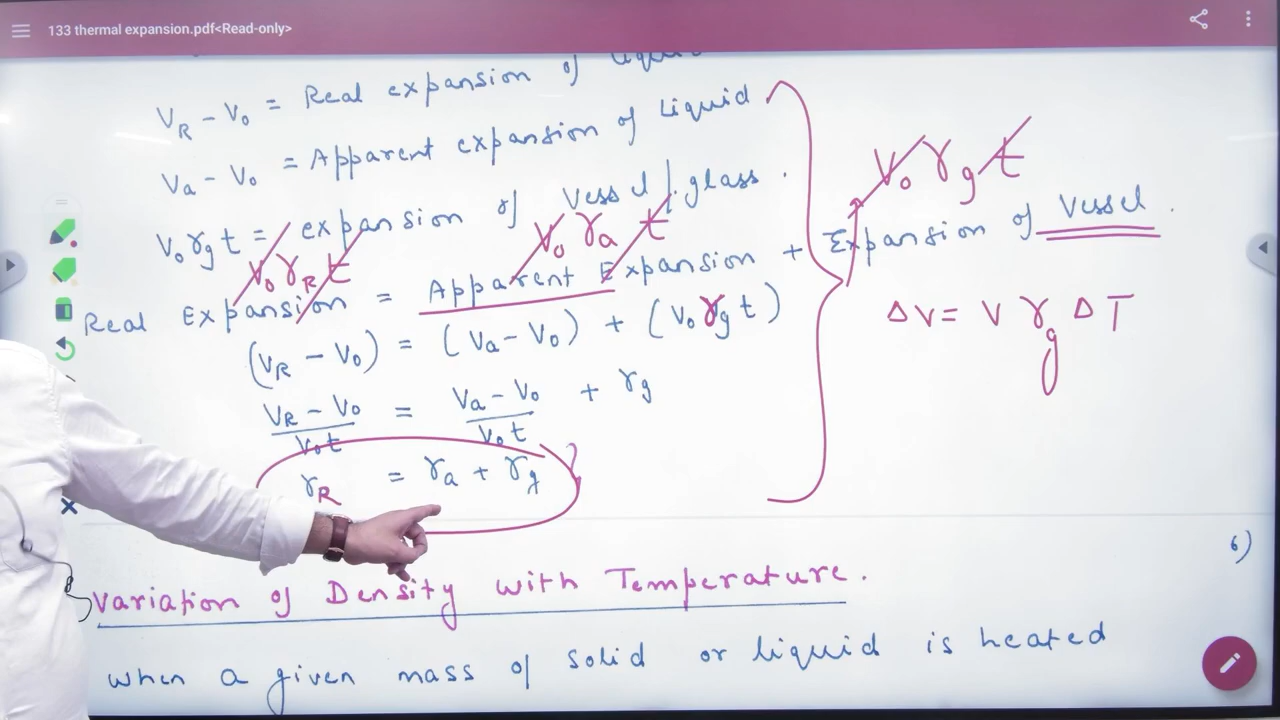 133 thermal expansion.pdf<Read-only>
V_R - V_0 = Real expansion of liquid
V_a - V_0 = Apparent expansion of Liquid
V_0 γ_g t = expansion of Vessel / glass.
V_0 γ_g t
V_0 γ_R t
V_0 γ_a t
Real Expansion = Apparent Expansion + Expansion of Vessel.
(V_R - V_0) = (V_a - V_0) + (V_0 γ_g t)
ΔV = V γ_g ΔT
V_R - V_0 / V_0 t = V_a - V_0 / V_0 t + γ_g
γ_R = γ_a + γ_g
6)
Variation of Density with Temperature.
when a given mass of solid or liquid is heated